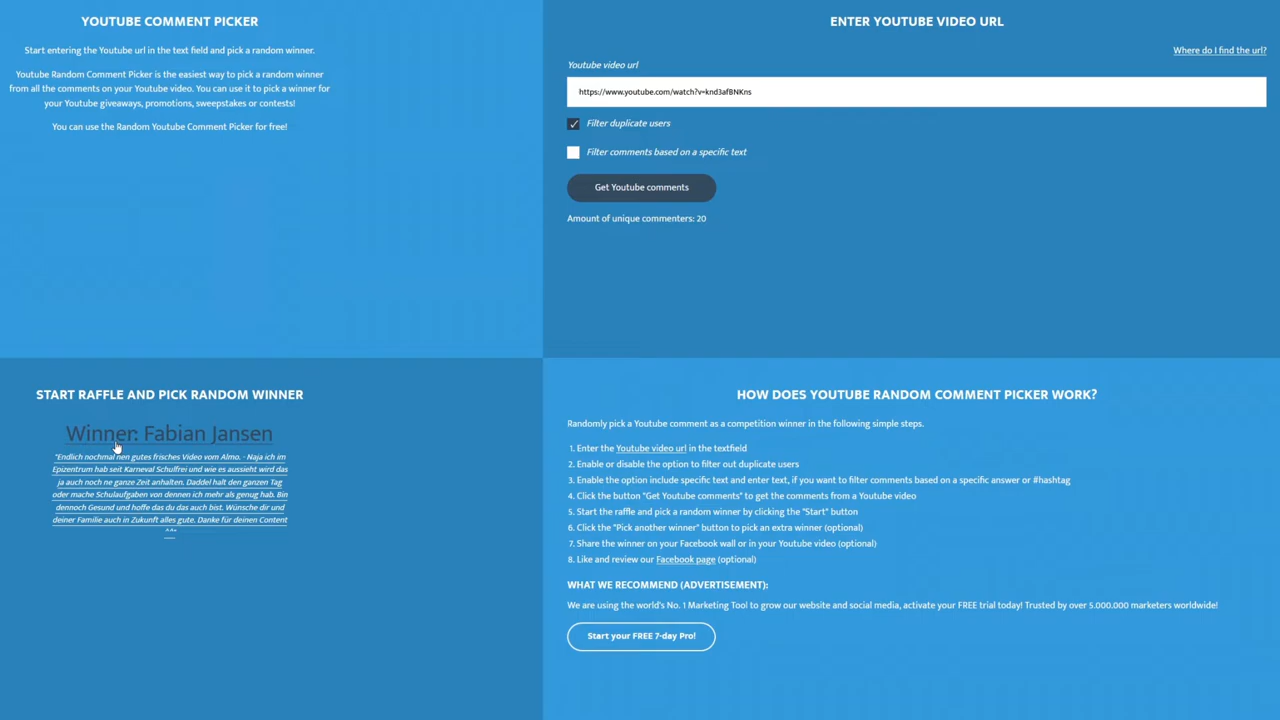 YOUTUBE COMMENT PICKER
Start entering the Youtube url in the text field and pick a random winner.
Youtube Random Comment Picker is the easiest way to pick a random winner
from all the comments on your Youtube video. You can use it to pick a winner
for your Youtube giveaways, promotions, sweepstakes or contests!
You can use the Random Youtube Comment Picker for free!
ENTER YOUTUBE VIDEO URL
Where do I find the url?
Youtube video url
https://www.youtube.com/watch?v=knd3afBNKns
Filter duplicate users
Filter comments based on a specific text
Get Youtube comments
Amount of unique commenters: 20
START RAFFLE AND PICK RANDOM WINNER
Winner: Fabian Jansen
"Endlich nochmal nen gutes frisches Video vom Almo. - Naja ich im
Epizentrum hab seit Karneval Schulfrei und wie es aussieht wird das
ja auch noch ne ganze Zeit anhalten. Daddel halt den ganzen Tag
oder mache Schulaufgaben von dennen ich mehr als genug hab. Bin
dennoch Gesund und hoffe das du das auch bist. Wünsche dir und
deiner Familie auch in Zukunft alles gute. Danke für deinen Content
^^"
HOW DOES YOUTUBE RANDOM COMMENT PICKER WORK?
Randomly pick a Youtube comment as a competition winner in the following simple steps.
1. Enter the Youtube video url in the textfield
2. Enable or disable the option to filter out duplicate users
3. Enable the option include specific text and enter text, if you want to filter comments based on a specific answer or #hashtag
4. Click the button "Get Youtube comments" to get the comments from a Youtube video
5. Start the raffle and pick a random winner by clicking the "Start" button
6. Click the "Pick another winner" button to pick an extra winner (optional)
7. Share the winner on your Facebook wall or in your Youtube video (optional)
8. Like and review our Facebook page (optional)
WHAT WE RECOMMEND (ADVERTISEMENT):
We are using the world's No. 1 Marketing Tool to grow our website and social media, activate your FREE trial today! Trusted by over 5.000.000 marketers worldwide!
Start your FREE 7-day Pro!